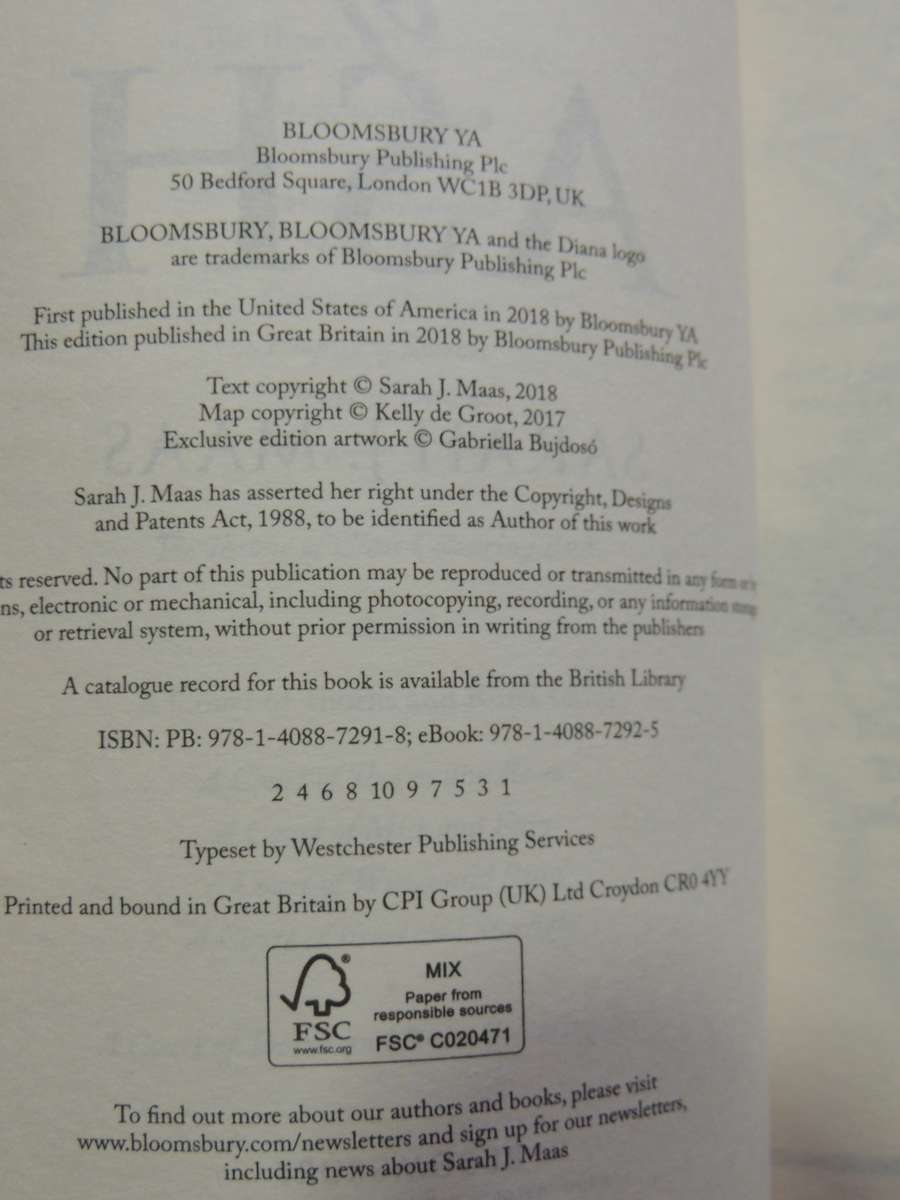 BLOOMSBURY YA
Bloomsbury Publishing Plc
50 Bedford Square, London WC1B 3DP, UK
BLOOMSBURY, BLOOMSBURY YA and the Diana logo
are trademarks of Bloomsbury Publishing Plc
First published in the United States of America in 2018 by Bloomsbury YA
This edition published in Great Britain in 2018 by Bloomsbury Publishing Plc
Text copyright © Sarah J. Maas, 2018
Map copyright © Kelly de Groot, 2017
Exclusive edition artwork © Gabriella Bujdosó
Sarah J. Maas has asserted her right under the Copyright, Designs
and Patents Act, 1988, to be identified as Author of this work
ts reserved. No part of this publication may be reproduced or transmitted in any form or
ns, electronic or mechanical, including photocopying, recording, or any information
or retrieval system, without prior permission in writing from the publishers
A catalogue record for this book is available from the British Library
ISBN: PB: 978-1-4088-7291-8; eBook: 978-1-4088-7292-5
2 4 6 8 10 9 7 5 3 1
Typeset by Westchester Publishing Services
Printed and bound in Great Britain by CPI Group (UK) Ltd Croydon CR0 4YY
FSC
www.fsc.org
MIX
Paper from
responsible sources
FSC® C020471
To find out more about our authors and books, please visit
www.bloomsbury.com/newsletters and sign up for our newsletters,
including news about Sarah J. Maas